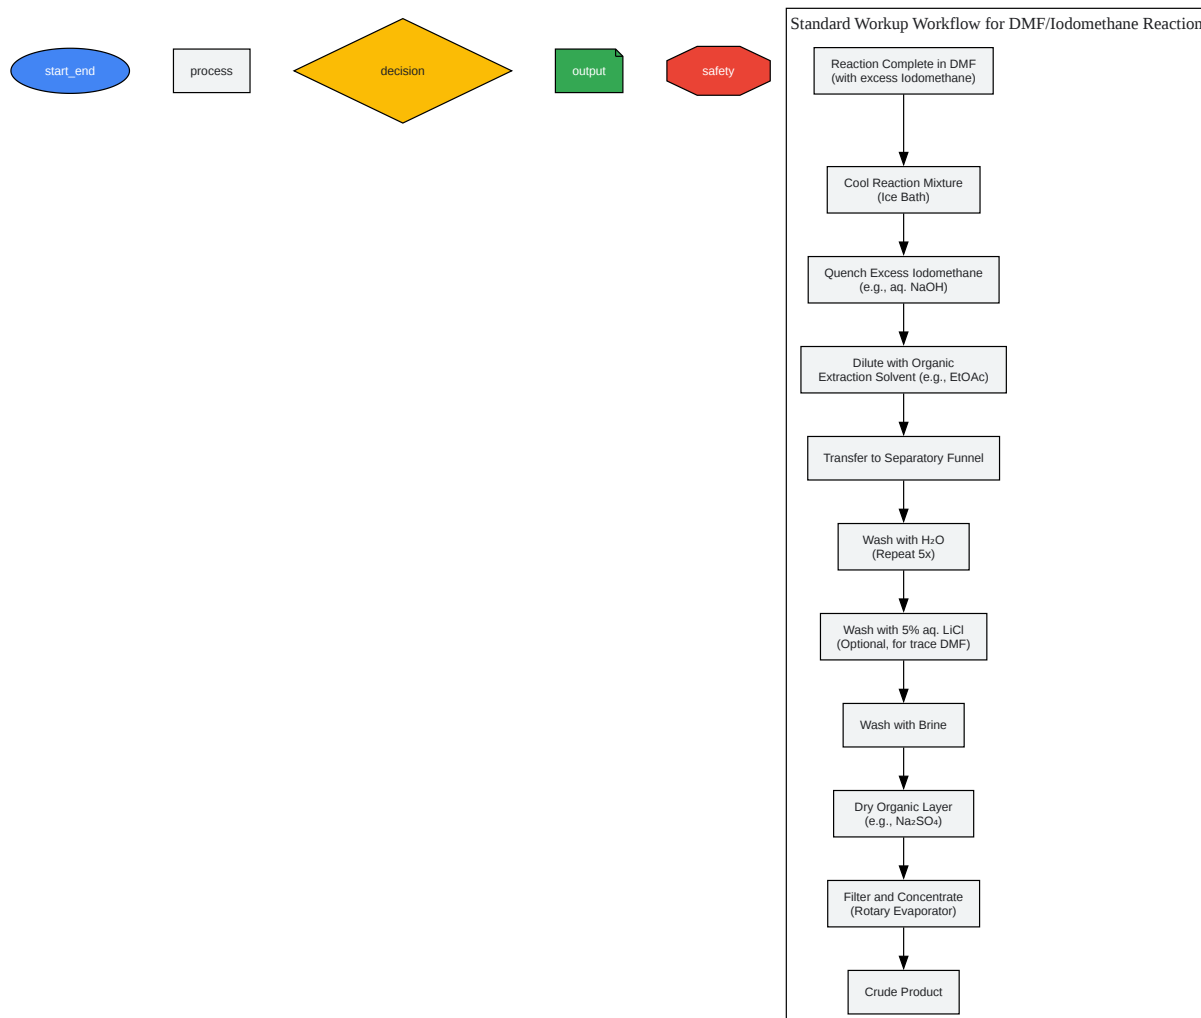 start_end
process
decision
output
safety
Standard Workup Workflow for DMF/Iodomethane Reaction
Reaction Complete in DMF
(with excess Iodomethane)
Cool Reaction Mixture
(Ice Bath)
Quench Excess Iodomethane
(e.g., aq. NaOH)
Dilute with Organic
Extraction Solvent (e.g., EtOAc)
Transfer to Separatory Funnel
Wash with H₂O
(Repeat 5x)
Wash with 5% aq. LiCl
(Optional, for trace DMF)
Wash with Brine
Dry Organic Layer
(e.g., Na₂SO₄)
Filter and Concentrate
(Rotary Evaporator)
Crude Product